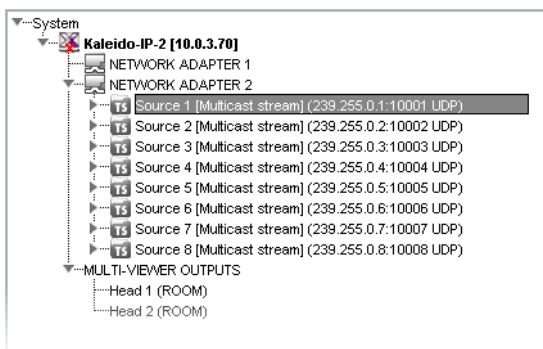 System
Kaleido-IP-2 [10.0.3.70]
NETWORK ADAPTER 1
NETWORK ADAPTER 2
TS Source 1 [Multicast stream] (239.255.0.1:10001 UDP)
TS Source 2 [Multicast stream] (239.255.0.2:10002 UDP)
TS Source 3 [Multicast stream] (239.255.0.3:10003 UDP)
TS Source 4 [Multicast stream] (239.255.0.4:10004 UDP)
TS Source 5 [Multicast stream] (239.255.0.5:10005 UDP)
TS Source 6 [Multicast stream] (239.255.0.6:10006 UDP)
TS Source 7 [Multicast stream] (239.255.0.7:10007 UDP)
TS Source 8 [Multicast stream] (239.255.0.8:10008 UDP)
MULTI-VIEWER OUTPUTS
Head 1 (ROOM)
Head 2 (ROOM)